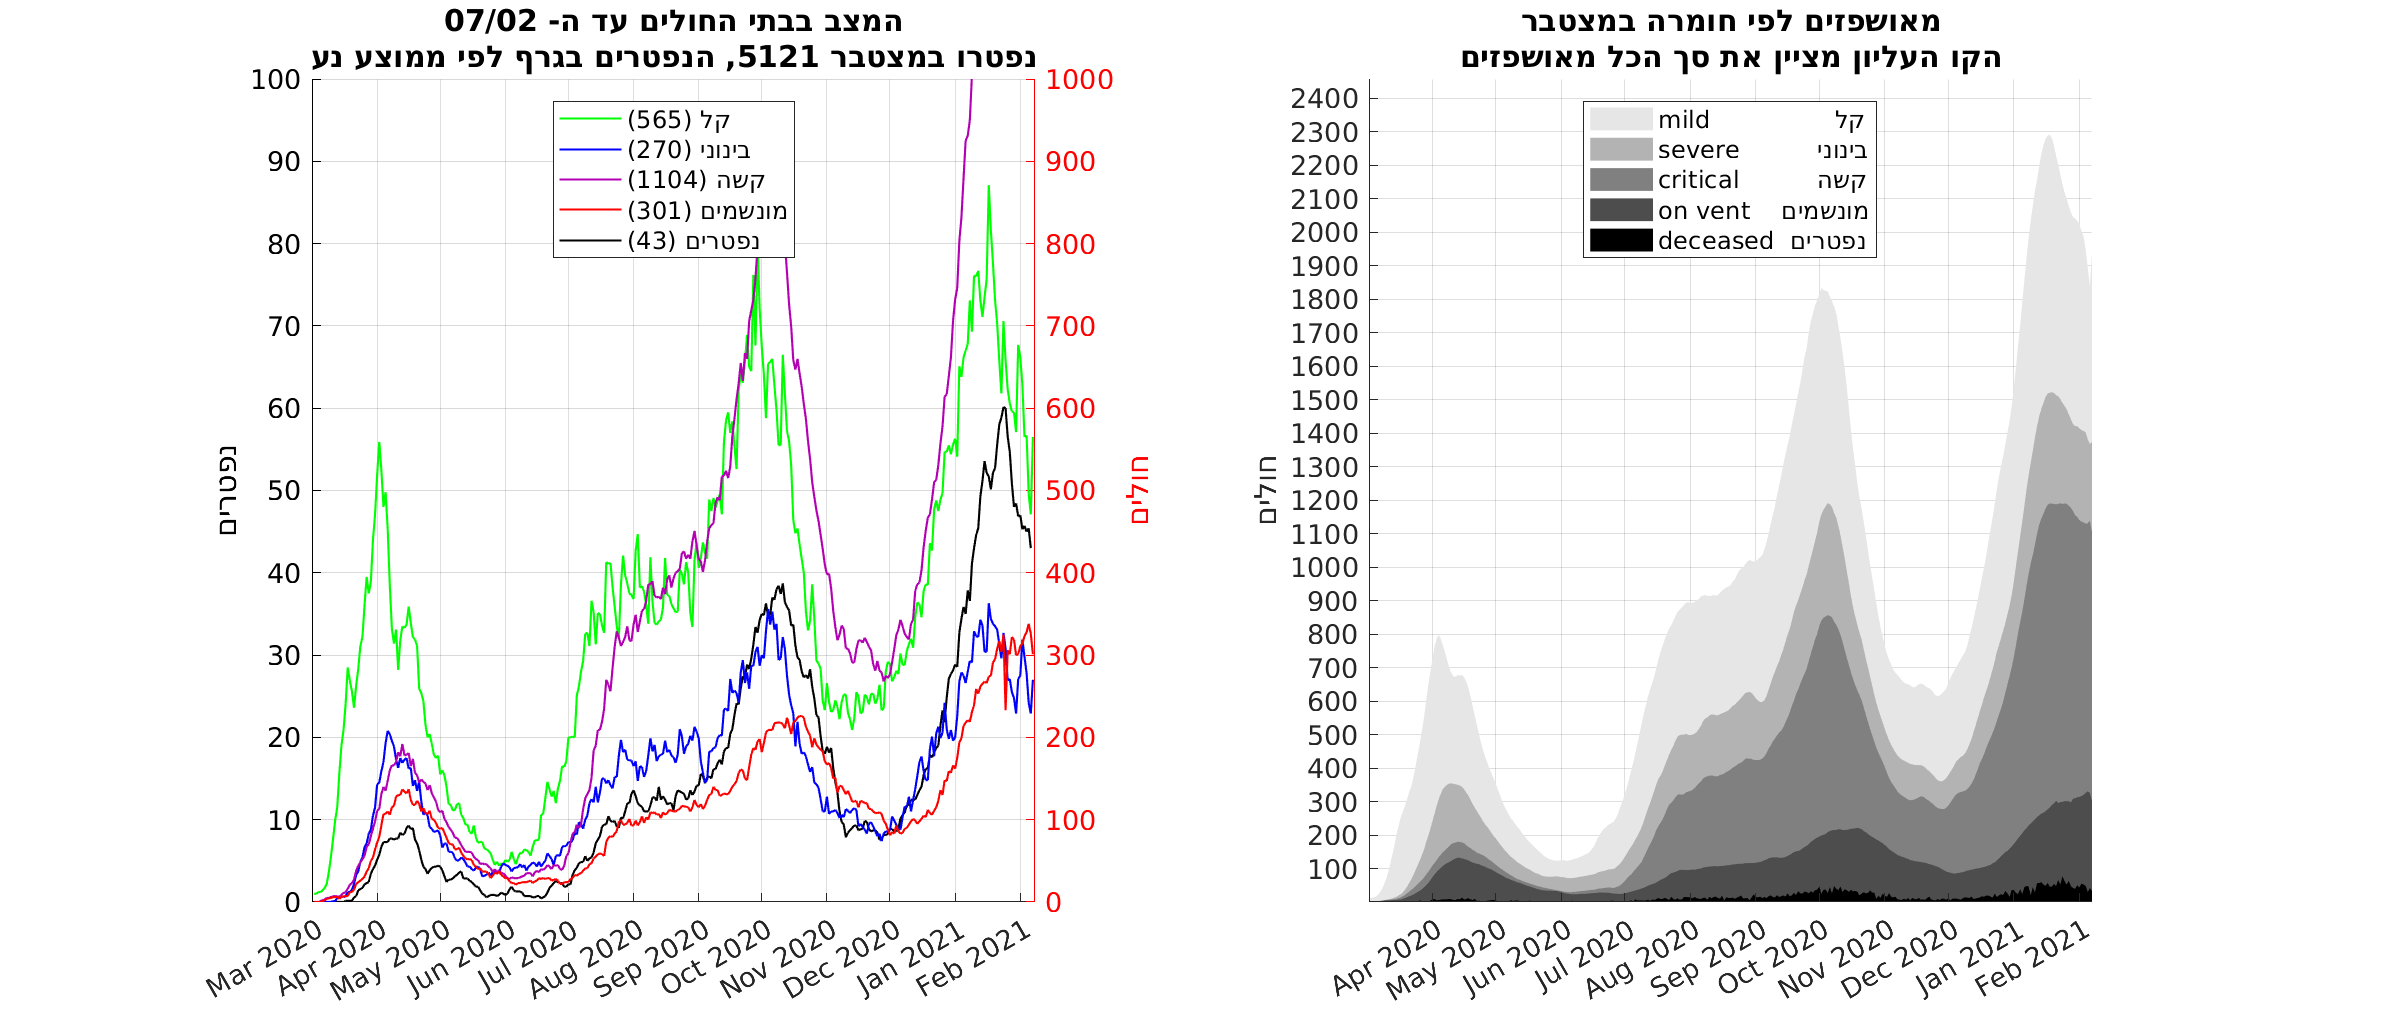 המצב בבתי החולים עד ה- 07/02
נפטרו במצטבר 5121, הנפטרים בגרף לפי ממוצע נע
100
90
80
70
60
50
40
30
20
10
0
נפטרים
1000
900
800
700
600
500
400
300
200
100
0
חולים
קל (565)
בינוני (270)
קשה (1104)
מונשמים (301)
נפטרים (43)
Mar 2020
Apr 2020
May 2020
Jun 2020
Jul 2020
Aug 2020
Sep 2020
Oct 2020
Nov 2020
Dec 2020
Jan 2021
Feb 2021
מאושפזים לפי חומרה במצטבר
הקו העליון מציין את סך הכל מאושפזים
2400
2300
2200
2100
2000
1900
1800
1700
1600
1500
1400
1300
1200
1100
1000
900
800
700
600
500
400
300
200
100
חולים
mild קל
severe בינוני
critical קשה
on vent מונשמים
deceased נפטרים
Apr 2020
May 2020
Jun 2020
Jul 2020
Aug 2020
Sep 2020
Oct 2020
Nov 2020
Dec 2020
Jan 2021
Feb 2021